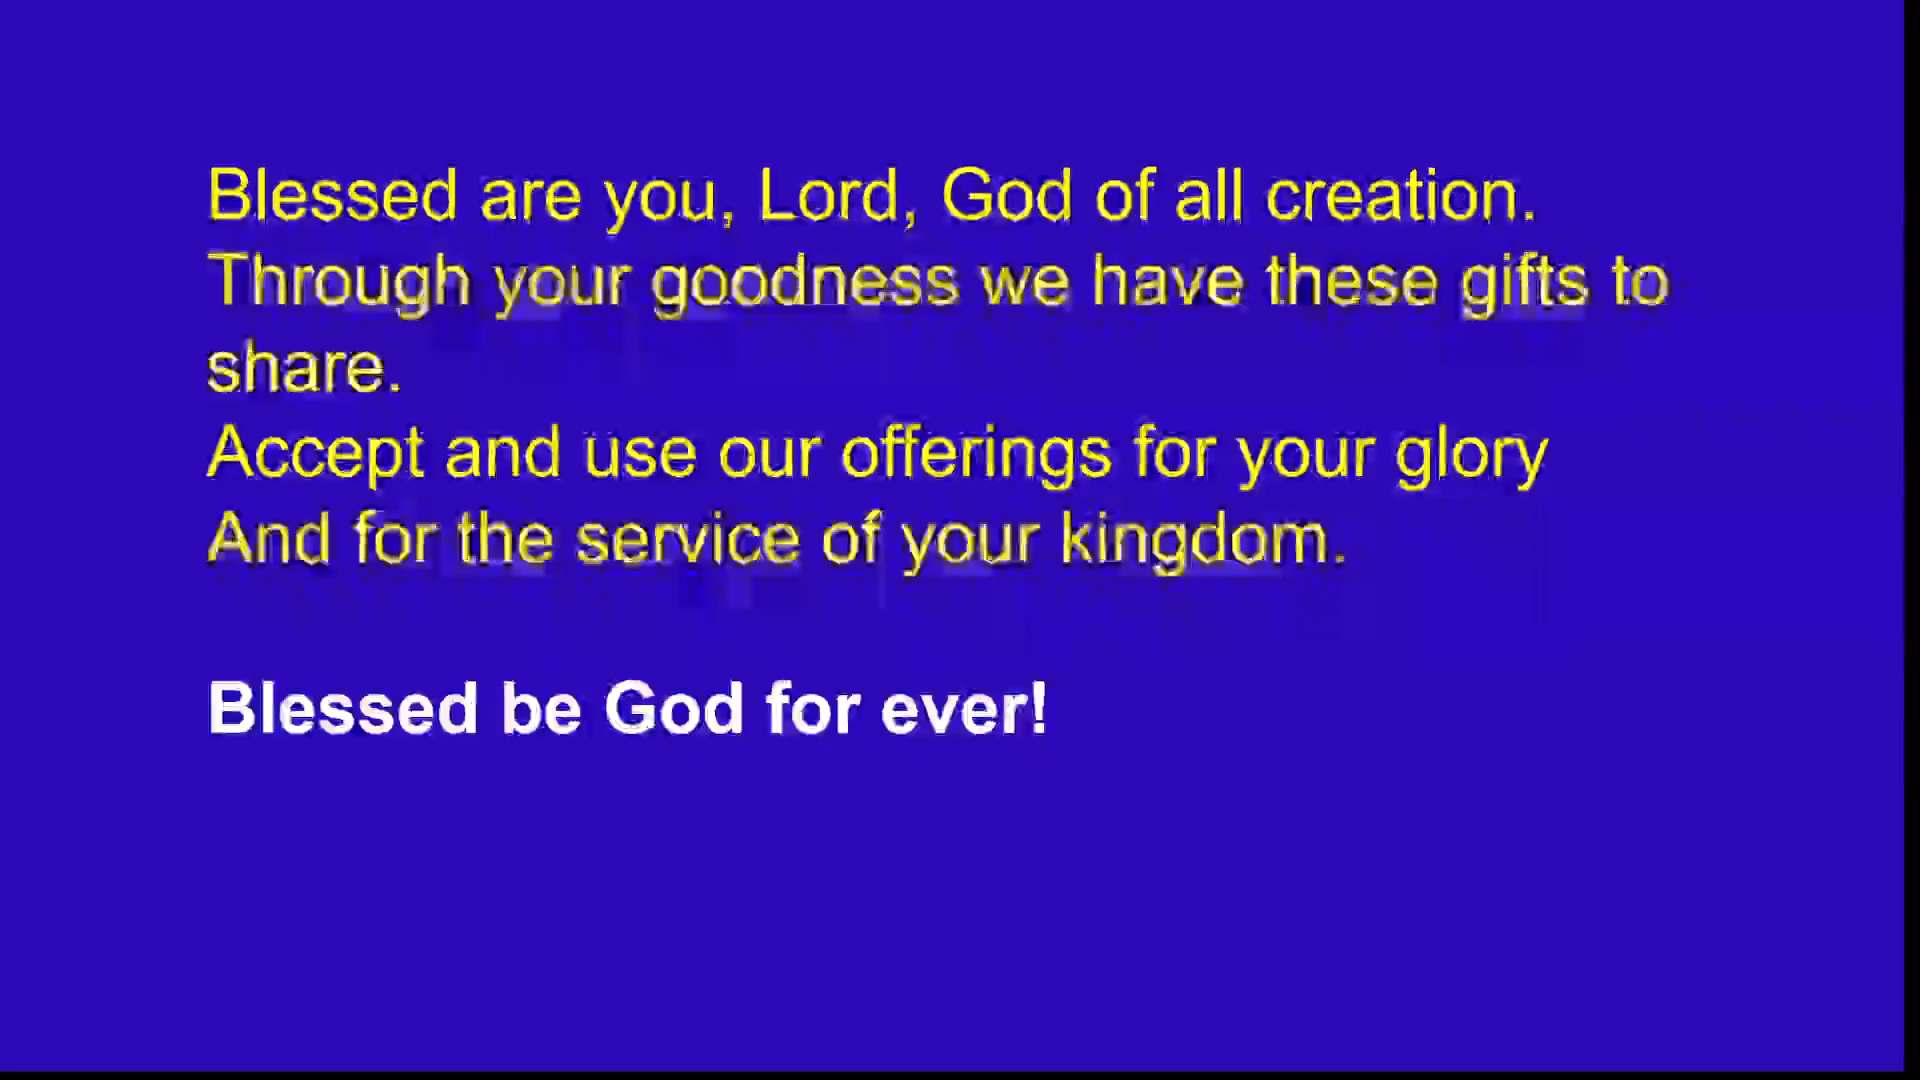 Blessed are you, Lord, God of all creation.
Through your goodness we have these gifts to
share.
Accept and use our offerings for your glory
And for the service of your kingdom.
Blessed be God for ever!